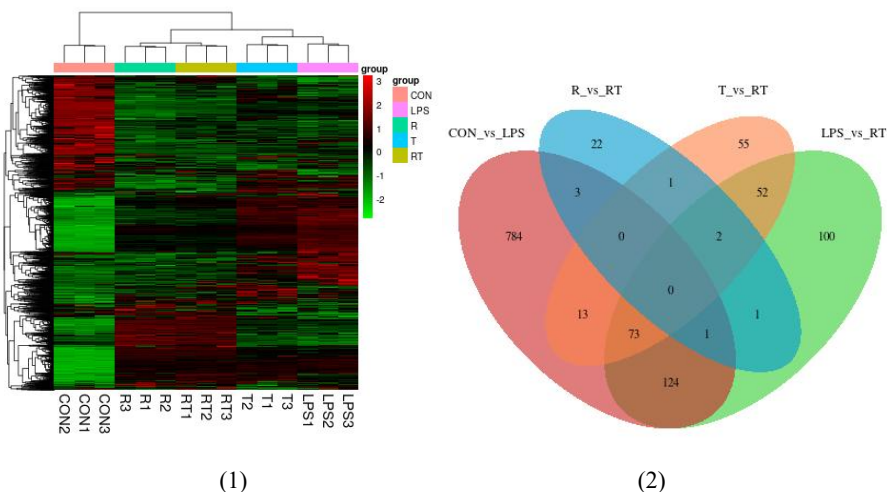 group
3
2
1
0
-1
-2
group
CON
LPS
R
T
RT
CON2
CON1
CON3
R3
R1
R2
RT1
RT2
RT3
T2
T1
T3
LPS1
LPS2
LPS3
(1)
R_vs_RT
T_vs_RT
CON_vs_LPS
LPS_vs_RT
22
55
3
1
52
784
0
2
100
0
13
73
1
1
124
(2)